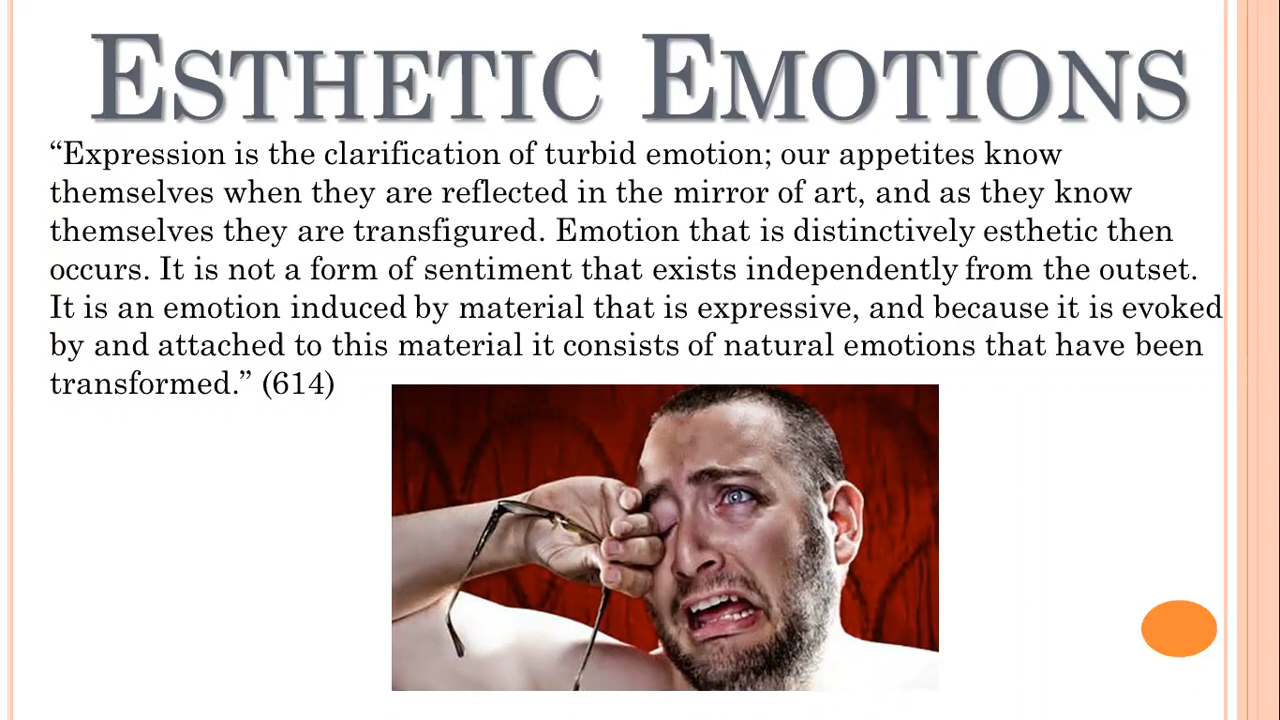 ESTHETIC EMOTIONS
“Expression is the clarification of turbid emotion; our appetites know
themselves when they are reflected in the mirror of art, and as they know
themselves they are transfigured. Emotion that is distinctively esthetic then
occurs. It is not a form of sentiment that exists independently from the outset.
It is an emotion induced by material that is expressive, and because it is evoked
by and attached to this material it consists of natural emotions that have been
transformed.” (614)